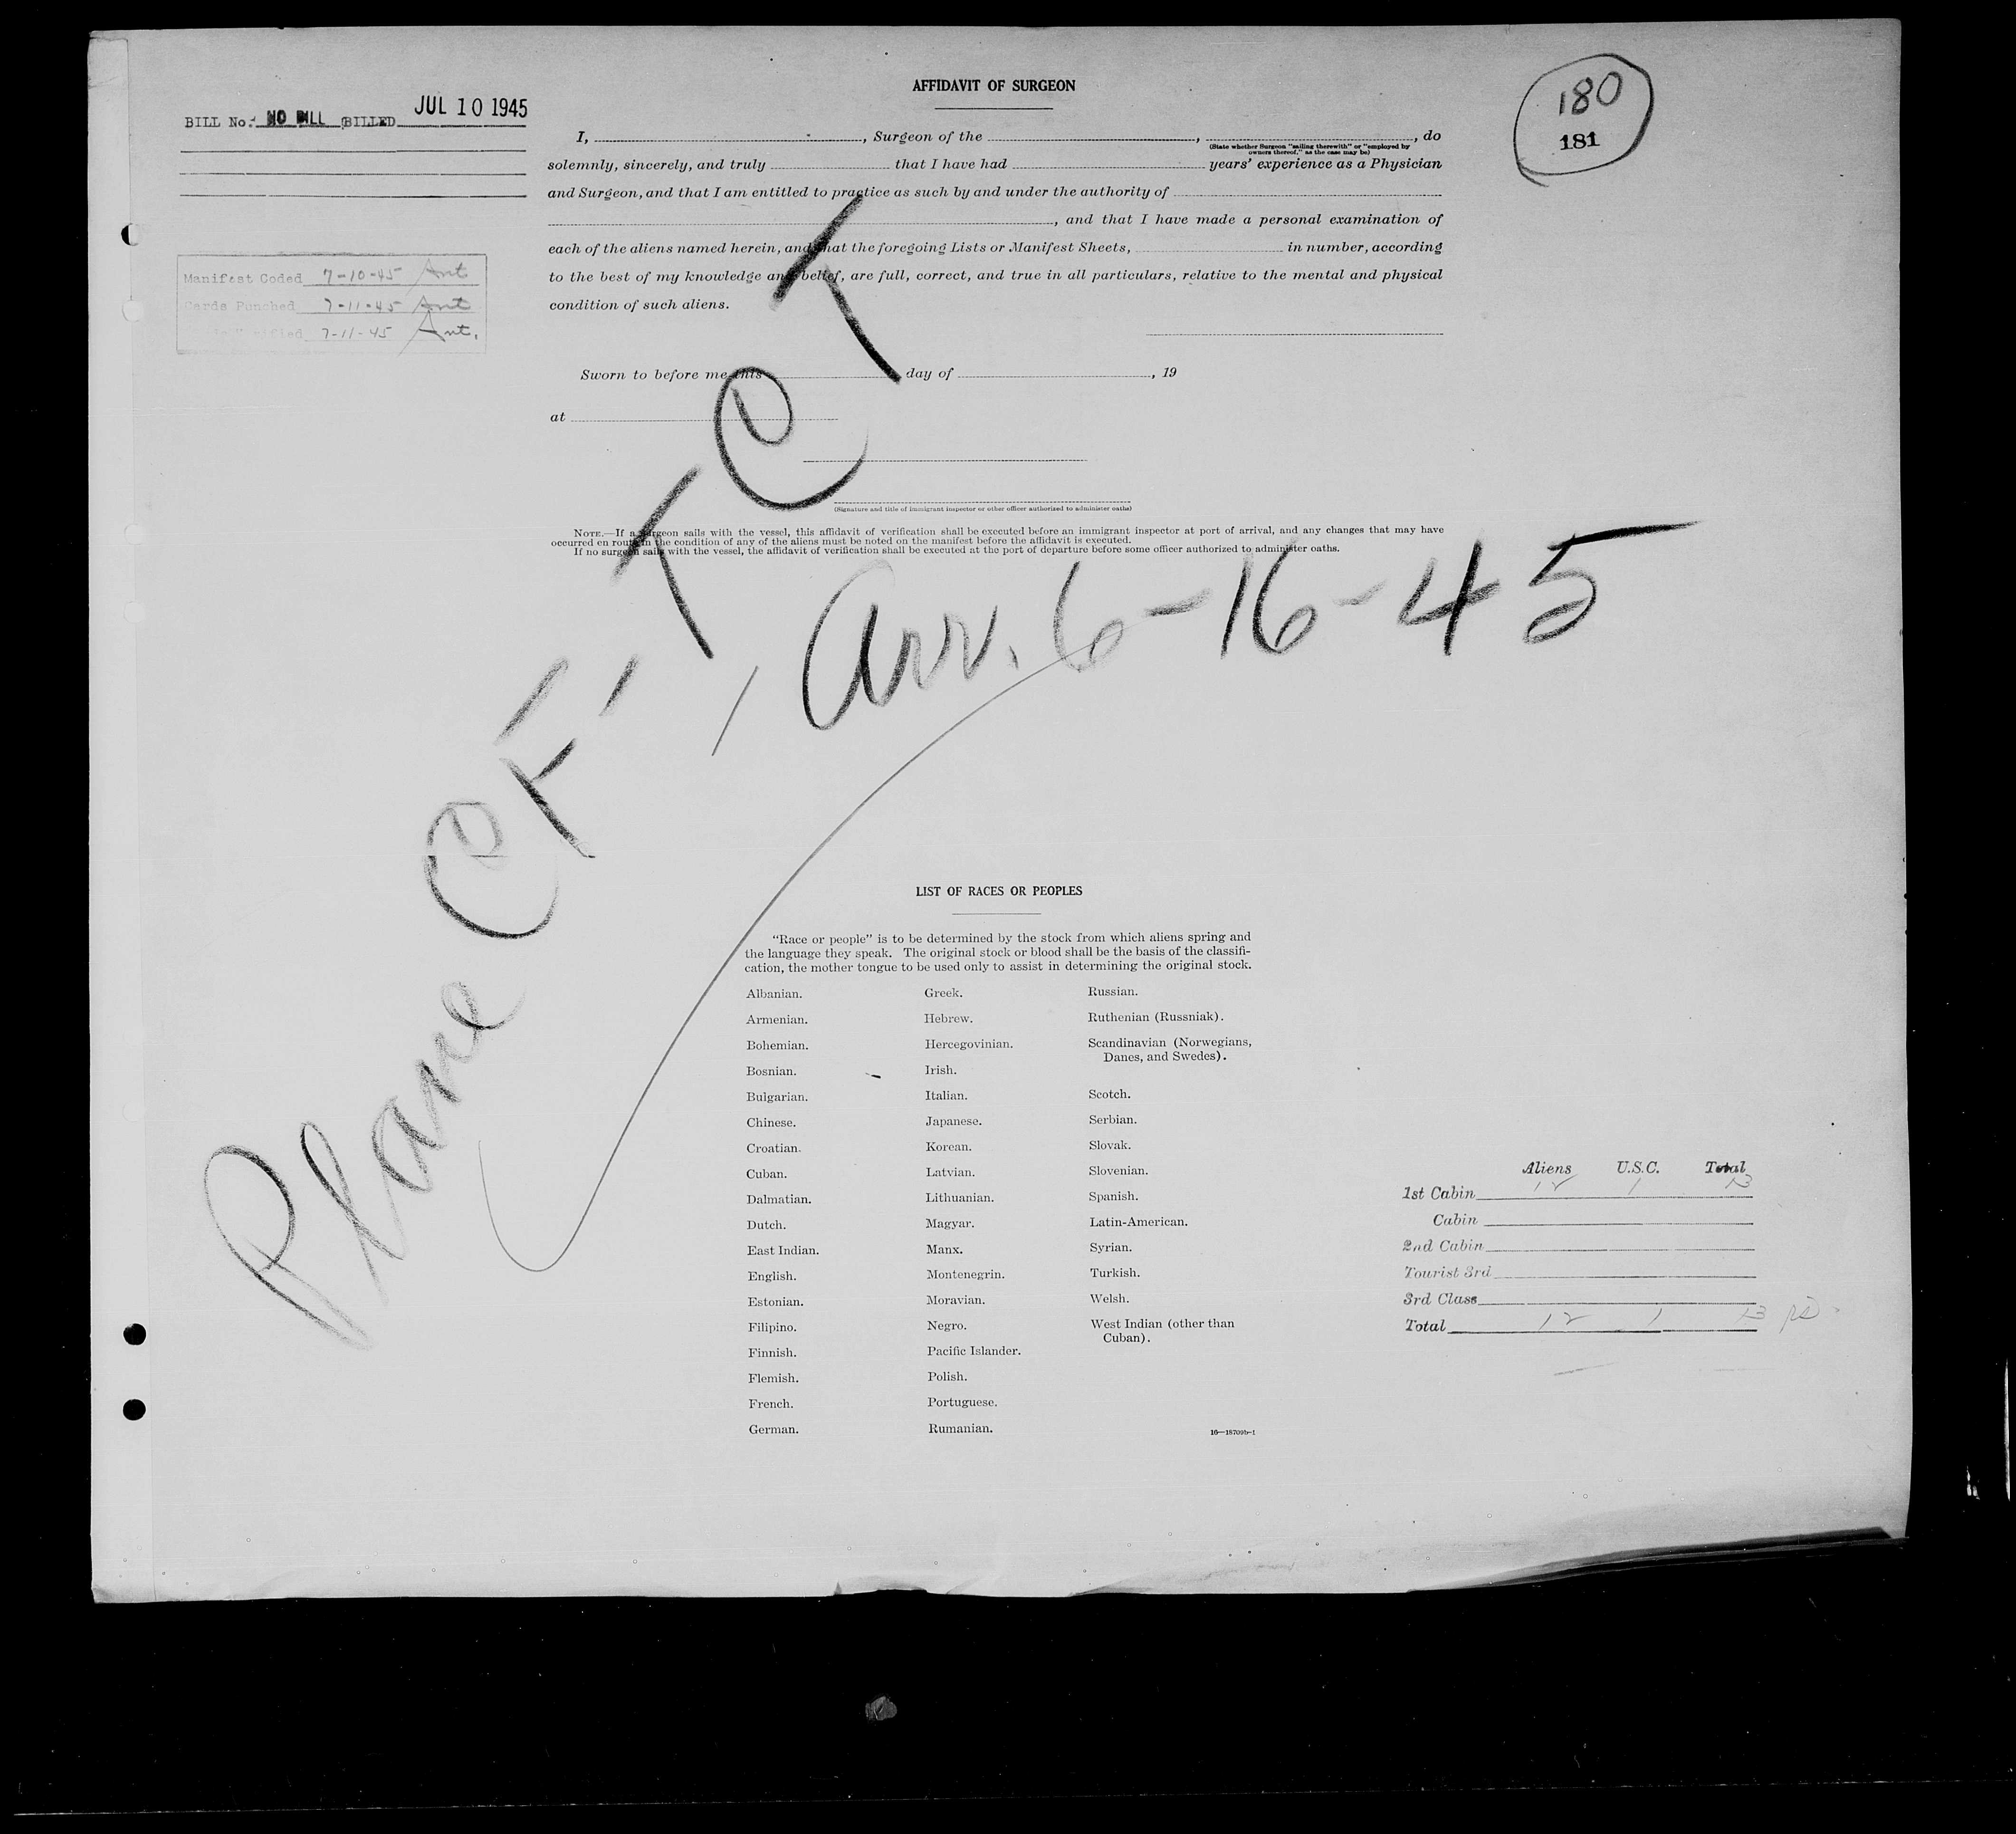 AFFIDAVIT OF SURGEON
180
181
BILL No. NO BILL BILLED JUL 10 1945
I, , Surgeon of the , , do
(State whether Surgeon "sailing therewith" or "employed by owners thereof," as the case may be)
solemnly, sincerely, and truly that I have had years' experience as a Physician
and Surgeon, and that I am entitled to practice as such by and under the authority of
, and that I have made a personal examination of
each of the aliens named herein, and that the foregoing Lists or Manifest Sheets, in number, according
to the best of my knowledge and belief, are full, correct, and true in all particulars, relative to the mental and physical
condition of such aliens.
Manifest Coded 7-10-45 Ant
Cards Punched 7-11-45 Ant
7-11-45 Ant.
Sworn to before me this day of , 19
at
(Signature and title of immigrant inspector or other officer authorized to administer oaths)
NOTE.—If a surgeon sails with the vessel, this affidavit of verification shall be executed before an immigrant inspector at port of arrival, and any changes that may have
occurred en route in the condition of any of the aliens must be noted on the manifest before the affidavit is executed.
If no surgeon sails with the vessel, the affidavit of verification shall be executed at the port of departure before some officer authorized to administer oaths.
Plane CF-TCT
Arr. 6-16-45
LIST OF RACES OR PEOPLES
"Race or people" is to be determined by the stock from which aliens spring and
the language they speak. The original stock or blood shall be the basis of the classifi-
cation, the mother tongue to be used only to assist in determining the original stock.
Albanian.
Armenian.
Bohemian.
Bosnian.
Bulgarian.
Chinese.
Croatian.
Cuban.
Dalmatian.
Dutch.
East Indian.
English.
Estonian.
Filipino.
Finnish.
Flemish.
French.
German.
Greek.
Hebrew.
Hercegovinian.
Irish.
Italian.
Japanese.
Korean.
Latvian.
Lithuanian.
Magyar.
Manx.
Montenegrin.
Moravian.
Negro.
Pacific Islander.
Polish.
Portuguese.
Rumanian.
Russian.
Ruthenian (Russniak).
Scandinavian (Norwegians,
Danes, and Swedes).
Scotch.
Serbian.
Slovak.
Slovenian.
Spanish.
Latin-American.
Syrian.
Turkish.
Welsh.
West Indian (other than
Cuban).
16—18709b-1
Aliens U.S.C. Total
1st Cabin 12 1 13
Cabin
2nd Cabin
Tourist 3rd
3rd Class
Total 12 1 13